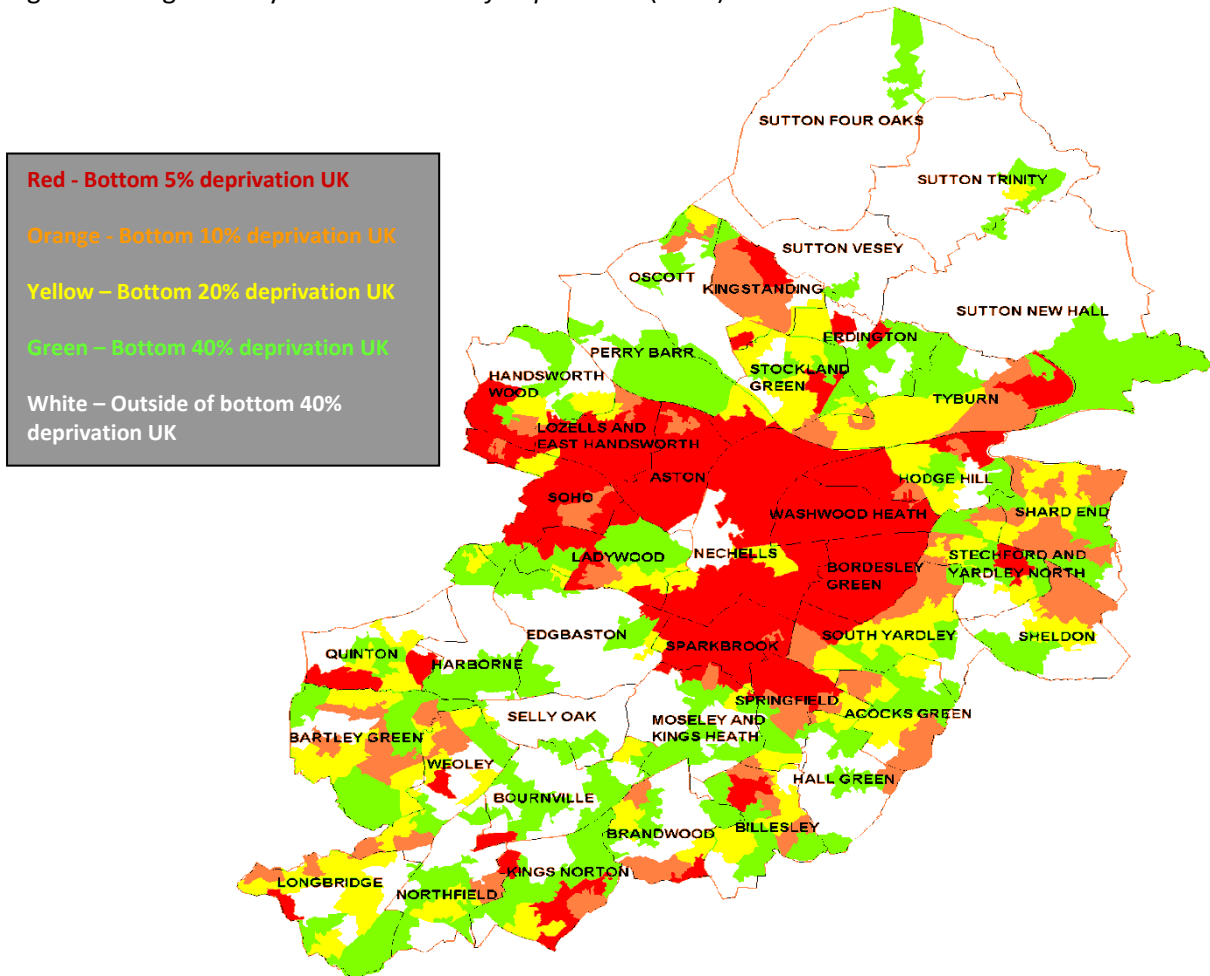 Red - Bottom 5% deprivation UK
Orange - Bottom 10% deprivation UK
Yellow – Bottom 20% deprivation UK
Green – Bottom 40% deprivation UK
White – Outside of bottom 40%
deprivation UK
SUTTON FOUR OAKS
SUTTON TRINITY
SUTTON VESEY
OSCOTT
KINGSTANDING
SUTTON NEW HALL
ERDINGTON
PERRY BARR
STOCKLAND
GREEN
HANDSWORTH
WOOD
TYBURN
LOZELLS AND
EAST HANDSWORTH
ASTON
HODGE HILL
SOHO
WASHWOOD HEATH
SHARD END
LADYWOOD
NECHELLS
STECHFORD AND
YARDLEY NORTH
BORDESLEY
GREEN
EDGBASTON
SOUTH YARDLEY
SHELDON
SPARKBROOK
QUINTON
HARBORNE
SPRINGFIELD
ACOCKS GREEN
SELLY OAK
MOSELEY AND
KINGS HEATH
BARTLEY GREEN
WEOLEY
HALL GREEN
BOURNVILLE
BRANDWOOD
BILLESLEY
KINGS NORTON
LONGBRIDGE
NORTHFIELD